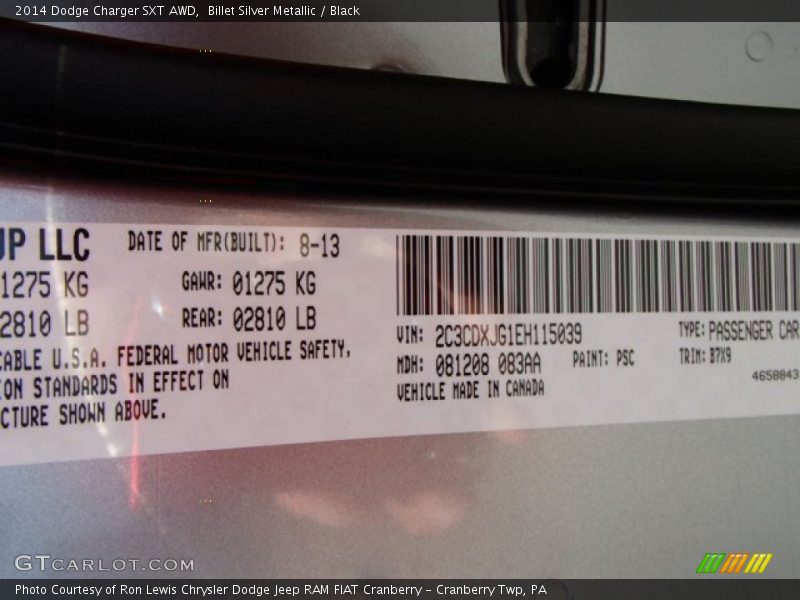 2014 Dodge Charger SXT AWD, Billet Silver Metallic / Black
UP LLC DATE OF MFR(BUILT): 8-13
1275 KG GAWR: 01275 KG
2810 LB REAR: 02810 LB
CABLE U.S.A. FEDERAL MOTOR VEHICLE SAFETY,
ON STANDARDS IN EFFECT ON
CTURE SHOWN ABOVE.
VIN: 2C3CDXJG1EH115039 TYPE: PASSENGER CAR
MDH: 081208 083AA PAINT: PSC TRIM: B7X9
VEHICLE MADE IN CANADA 4658843
GTCARLOT.COM
Photo Courtesy of Ron Lewis Chrysler Dodge Jeep RAM FIAT Cranberry - Cranberry Twp, PA